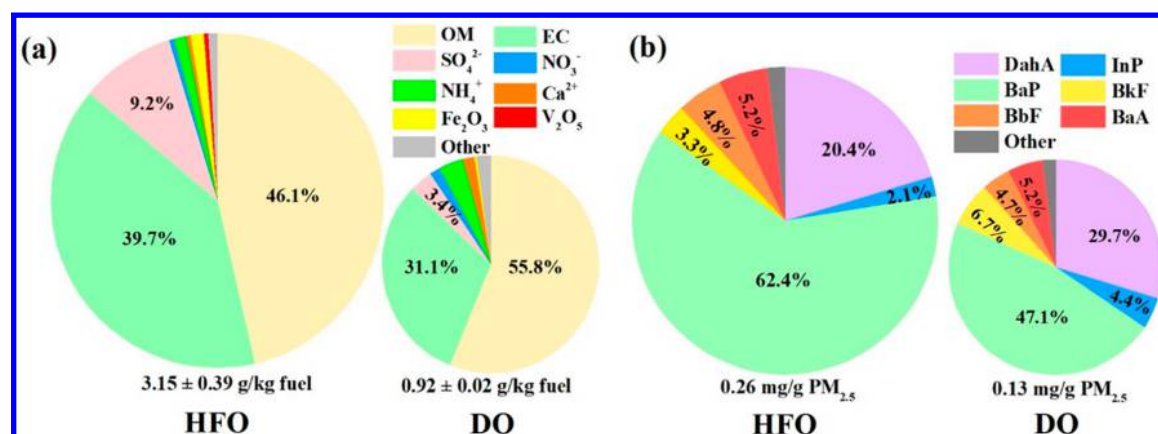 (a)
OM
EC
SO₄²⁻
NO₃⁻
NH₄⁺
Ca²⁺
Fe₂O₃
V₂O₅
Other
9.2%
46.1%
39.7%
3.15 ± 0.39 g/kg fuel
HFO
3.4%
31.1%
55.8%
0.92 ± 0.02 g/kg fuel
DO
(b)
DahA
InP
BaP
BkF
BbF
BaA
Other
5.2%
4.8%
3.3%
20.4%
2.1%
62.4%
0.26 mg/g PM₂.₅
HFO
5.2%
4.7%
6.7%
29.7%
4.4%
47.1%
0.13 mg/g PM₂.₅
DO